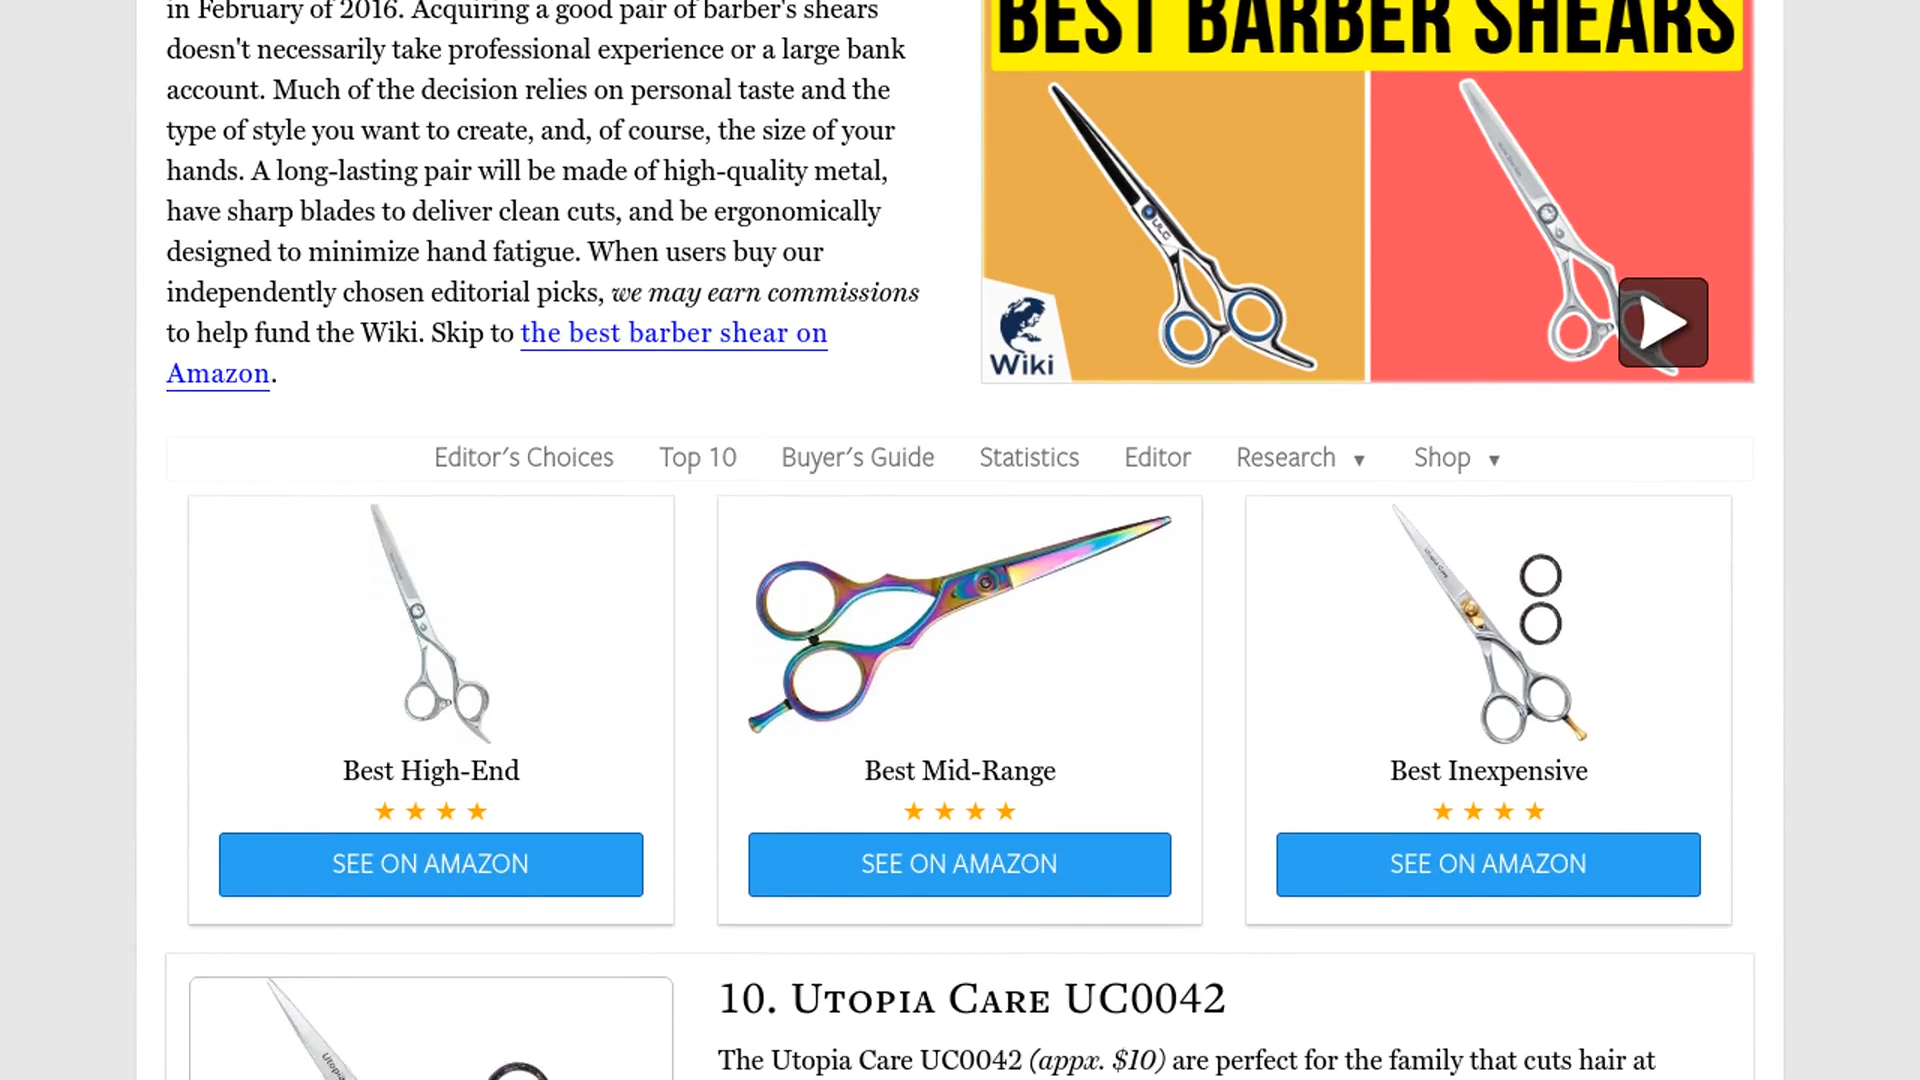 in February of 2016. Acquiring a good pair of barber's shears
doesn't necessarily take professional experience or a large bank
account. Much of the decision relies on personal taste and the
type of style you want to create, and, of course, the size of your
hands. A long-lasting pair will be made of high-quality metal,
have sharp blades to deliver clean cuts, and be ergonomically
designed to minimize hand fatigue. When users buy our
independently chosen editorial picks, we may earn commissions
to help fund the Wiki. Skip to the best barber shear on
Amazon.
BEST BARBER SHEARS
ULG
Wiki
Editor's Choices Top 10 Buyer's Guide Statistics Editor Research ▼ Shop ▼
Utopia Care
Best High-End
Best Mid-Range
Best Inexpensive
★ ★ ★ ★
★ ★ ★ ★
★ ★ ★ ★
SEE ON AMAZON
SEE ON AMAZON
SEE ON AMAZON
10. Utopia Care UC0042
The Utopia Care UC0042 (appx. $10) are perfect for the family that cuts hair at
Utopia